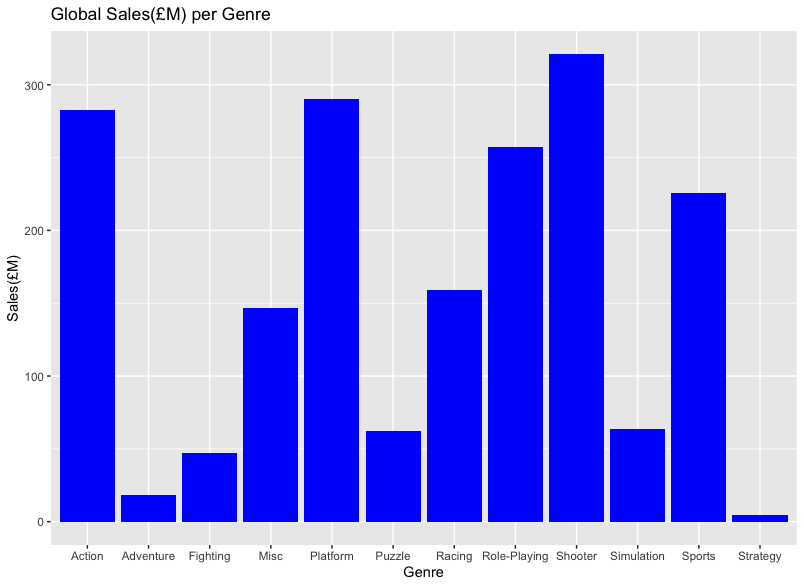 Global Sales(£M) per Genre
Sales(£M)
300
200
100
0
Action Adventure Fighting Misc Platform Puzzle Racing Role-Playing Shooter Simulation Sports Strategy
Genre